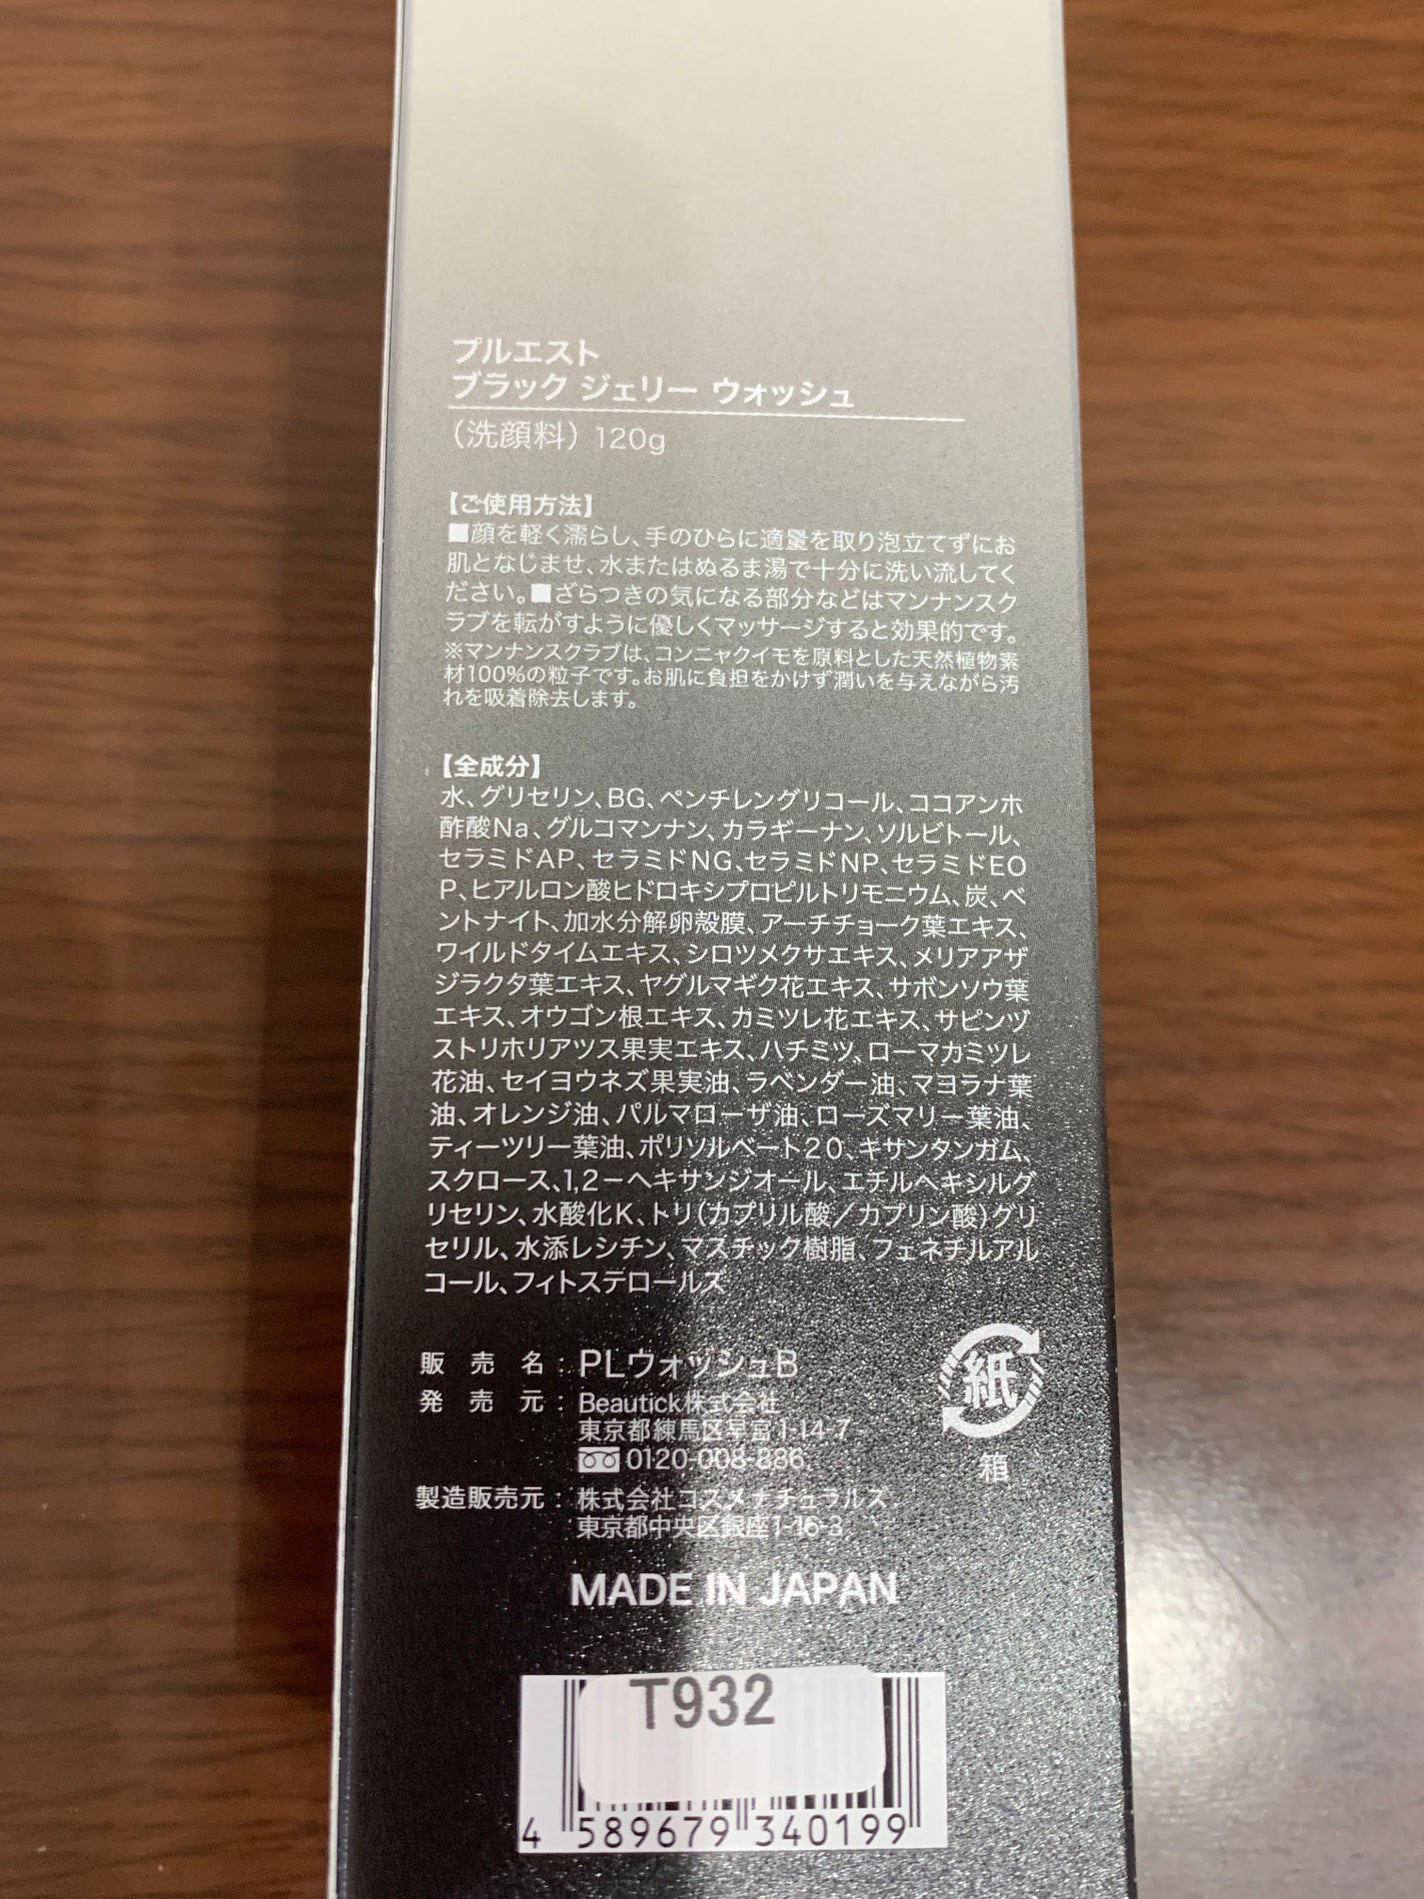 プルエスト
ブラック ジェリー ウォッシュ
（洗顔料）120g
【ご使用方法】
■顔を軽く濡らし、手のひらに適量を取り泡立てずにお
肌となじませ、水またはぬるま湯で十分に洗い流してく
ださい。■ざらつきの気になる部分などはマンナンスク
ラブを転がすように優しくマッサージすると効果的です。
※マンナンスクラブは、コンニャクイモを原料とした天然植物素
材100%の粒子です。お肌に負担をかけず潤いを与えながら汚
れを吸着除去します。
【全成分】
水、グリセリン、BG、ペンチレングリコール、ココアンホ
酢酸Na、グルコマンナン、カラギーナン、ソルビトール、
セラミドAP、セラミドNG、セラミドNP、セラミドEO
P、ヒアルロン酸ヒドロキシプロピルトリモニウム、炭、ベ
ントナイト、加水分解卵殻膜、アーチチョーク葉エキス、
ワイルドタイムエキス、シロツメクサエキス、メリアアザ
ジラクタ葉エキス、ヤグルマギク花エキス、サボンソウ葉
エキス、オウゴン根エキス、カミツレ花エキス、サピンヅ
ストリホリアツス果実エキス、ハチミツ、ローマカミツレ
花油、セイヨウネズ果実油、ラベンダー油、マヨラナ葉
油、オレンジ油、パルマローザ油、ローズマリー葉油、
ティーツリー葉油、ポリソルベート20、キサンタンガム、
スクロース、1,2－ヘキサンジオール、エチルヘキシルグ
リセリン、水酸化K、トリ(カプリル酸／カプリン酸)グリ
セリル、水添レシチン、マスチック樹脂、フェネチルアル
コール、フィトステロールズ
販売名：PLウォッシュB
発売元：Beautick株式会社
東京都練馬区早宮1-14-7
0120-008-886
紙
箱
製造販売元：株式会社コスメナチュラルズ
東京都中央区銀座1-16-3
MADE IN JAPAN
T932
4 589679 340199